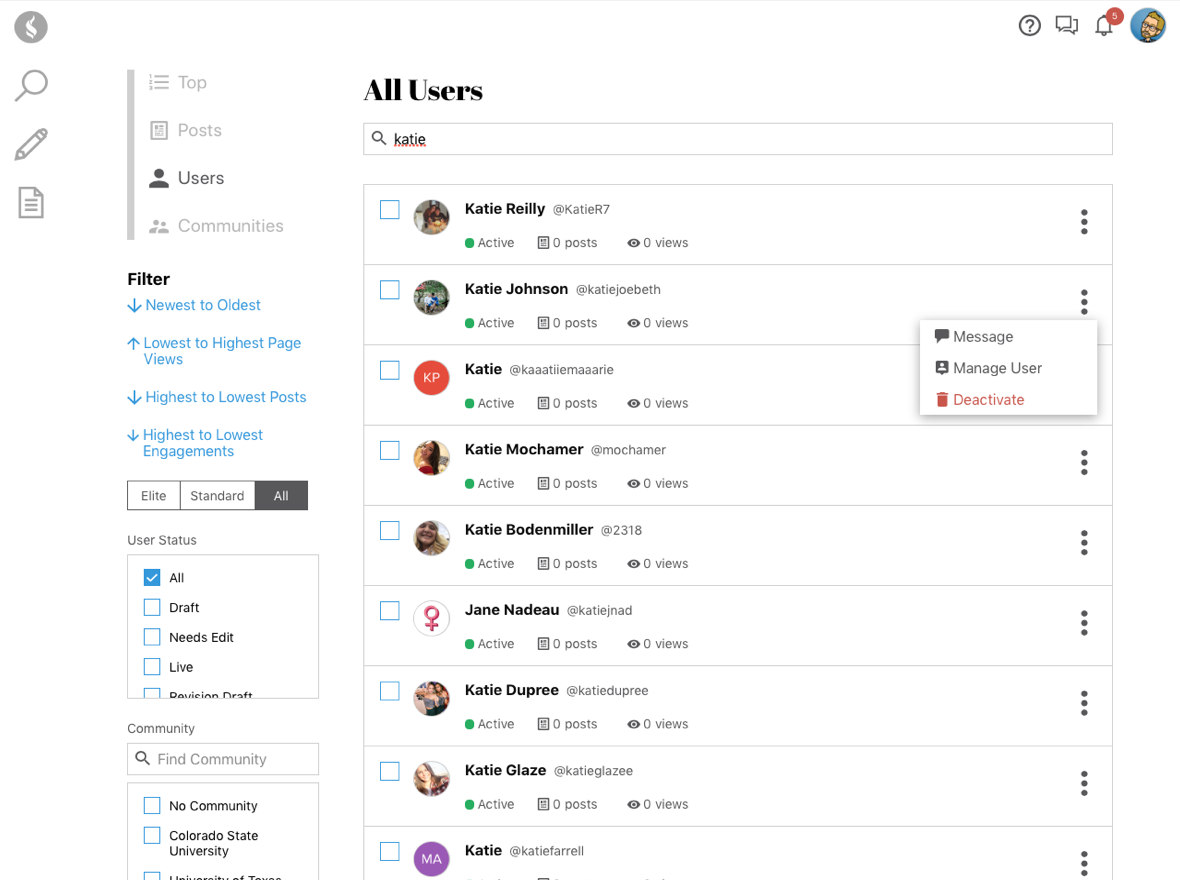 5
Top
Posts
Users
Communities
Filter
Newest to Oldest
Lowest to Highest Page
Views
Highest to Lowest Posts
Highest to Lowest
Engagements
Elite
Standard
All
User Status
All
Draft
Needs Edit
Live
Revision Draft
Community
Find Community
No Community
Colorado State
University
University of Texas
All Users
katie
Katie Reilly @KatieR7
Active 0 posts 0 views
Katie Johnson @katiejoebeth
Active 0 posts 0 views
Message
Manage User
Deactivate
KP
Katie @kaaatiiemaaarie
Active 0 posts 0 views
Katie Mochamer @mochamer
Active 0 posts 0 views
Katie Bodenmiller @2318
Active 0 posts 0 views
Jane Nadeau @katiejnad
Active 0 posts 0 views
Katie Dupree @katiedupree
Active 0 posts 0 views
Katie Glaze @katieglazee
Active 0 posts 0 views
MA
Katie @katiefarrell